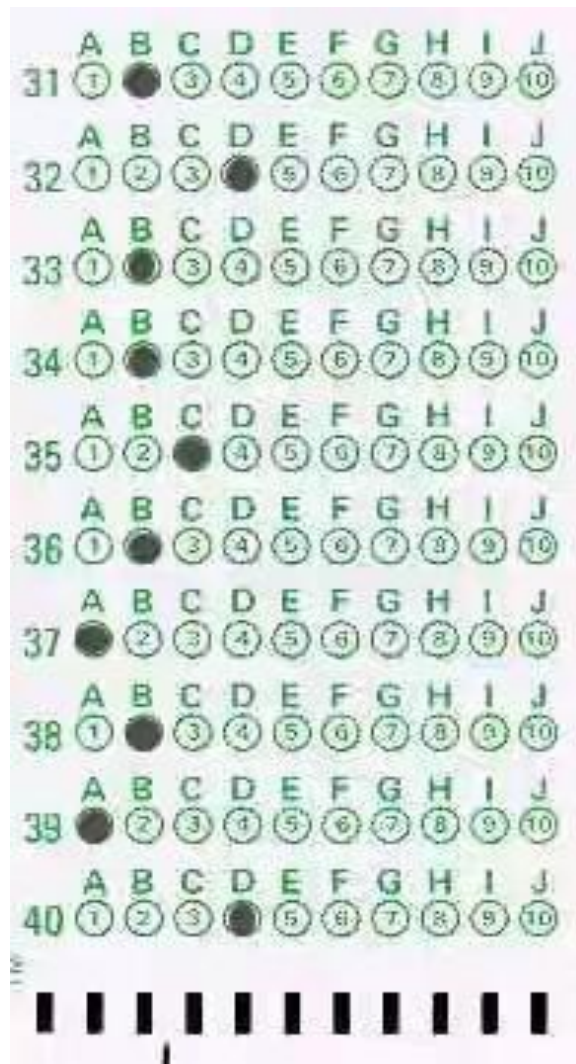 A B C D E F G H I J
31 1 3 4 5 6 7 8 9 10
A B C D E F G H I J
32 1 2 3 5 6 7 8 9 10
A B C D E F G H I J
33 1 3 4 5 6 7 8 9 10
A B C D E F G H I J
34 1 3 4 5 6 7 8 9 10
A B C D E F G H I J
35 1 2 4 5 6 7 8 9 10
A B C D E F G H I J
36 1 3 4 5 6 7 8 9 10
A B C D E F G H I J
37 2 3 4 5 6 7 8 9 10
A B C D E F G H I J
38 1 3 4 5 6 7 8 9 10
A B C D E F G H I J
39 2 3 4 5 6 7 8 9 10
A B C D E F G H I J
40 1 2 3 5 6 7 8 9 10